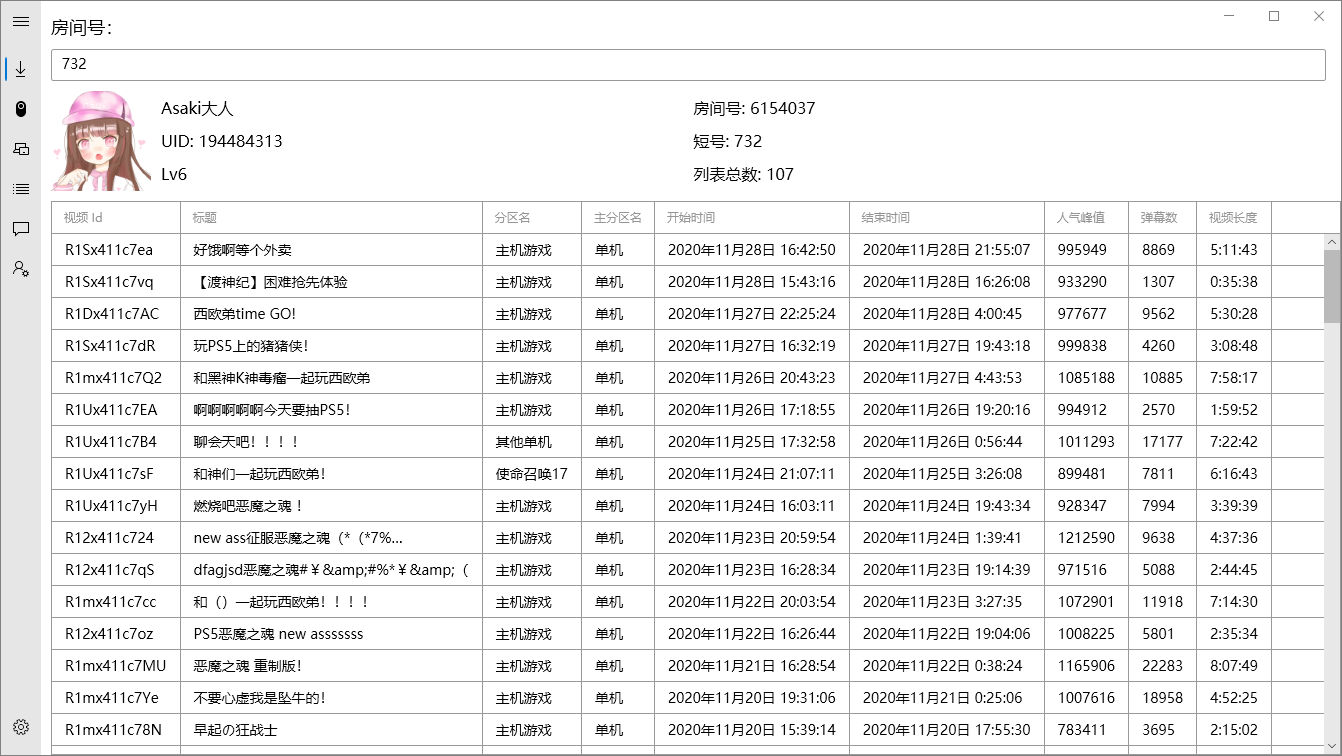 房间号：
732
Asaki大人
房间号: 6154037
UID: 194484313
短号: 732
Lv6
列表总数: 107
视频 Id 标题 分区名 主分区名 开始时间 结束时间 人气峰值 弹幕数 视频长度
R1Sx411c7ea 好饿啊等个外卖 主机游戏 单机 2020年11月28日 16:42:50 2020年11月28日 21:55:07 995949 8869 5:11:43
R1Sx411c7vq 【渡神纪】困难抢先体验 主机游戏 单机 2020年11月28日 15:43:16 2020年11月28日 16:26:08 933290 1307 0:35:38
R1Dx411c7AC 西欧弟time GO! 主机游戏 单机 2020年11月27日 22:25:24 2020年11月28日 4:00:45 977677 9562 5:30:28
R1Sx411c7dR 玩PS5上的猪猪侠！ 主机游戏 单机 2020年11月27日 16:32:19 2020年11月27日 19:43:18 999838 4260 3:08:48
R1mx411c7Q2 和黑神K神毒瘤一起玩西欧弟 主机游戏 单机 2020年11月26日 20:43:23 2020年11月27日 4:43:53 1085188 10885 7:58:17
R1Ux411c7EA 啊啊啊啊啊今天要抽PS5！ 主机游戏 单机 2020年11月26日 17:18:55 2020年11月26日 19:20:16 994912 2570 1:59:52
R1Ux411c7B4 聊会天吧！！！！ 其他单机 单机 2020年11月25日 17:32:58 2020年11月26日 0:56:44 1011293 17177 7:22:42
R1Ux411c7sF 和神们一起玩西欧弟！ 使命召唤17 单机 2020年11月24日 21:07:11 2020年11月25日 3:26:08 899481 7811 6:16:43
R1Ux411c7yH 燃烧吧恶魔之魂 ！ 主机游戏 单机 2020年11月24日 16:03:11 2020年11月24日 19:43:34 928347 7994 3:39:39
R12x411c724 new ass征服恶魔之魂（*（*7%... 主机游戏 单机 2020年11月23日 20:59:54 2020年11月24日 1:39:41 1212590 9638 4:37:36
R12x411c7qS dfagjsd恶魔之魂#￥&amp;#%*￥&amp;（ 主机游戏 单机 2020年11月23日 16:28:34 2020年11月23日 19:14:39 971516 5088 2:44:45
R1mx411c7cc 和（）一起玩西欧弟！！！！ 主机游戏 单机 2020年11月22日 20:03:54 2020年11月23日 3:27:35 1072901 11918 7:14:30
R12x411c7oz PS5恶魔之魂 new asssssss 主机游戏 单机 2020年11月22日 16:26:44 2020年11月22日 19:04:06 1008225 5801 2:35:34
R1mx411c7MU 恶魔之魂 重制版！ 主机游戏 单机 2020年11月21日 16:28:54 2020年11月22日 0:38:24 1165906 22283 8:07:49
R1mx411c7Ye 不要心虚我是坠牛的！ 主机游戏 单机 2020年11月20日 19:31:06 2020年11月21日 0:25:06 1007616 18958 4:52:25
R1mx411c78N 早起の狂战士 主机游戏 单机 2020年11月20日 15:39:14 2020年11月20日 17:55:30 783411 3695 2:15:02